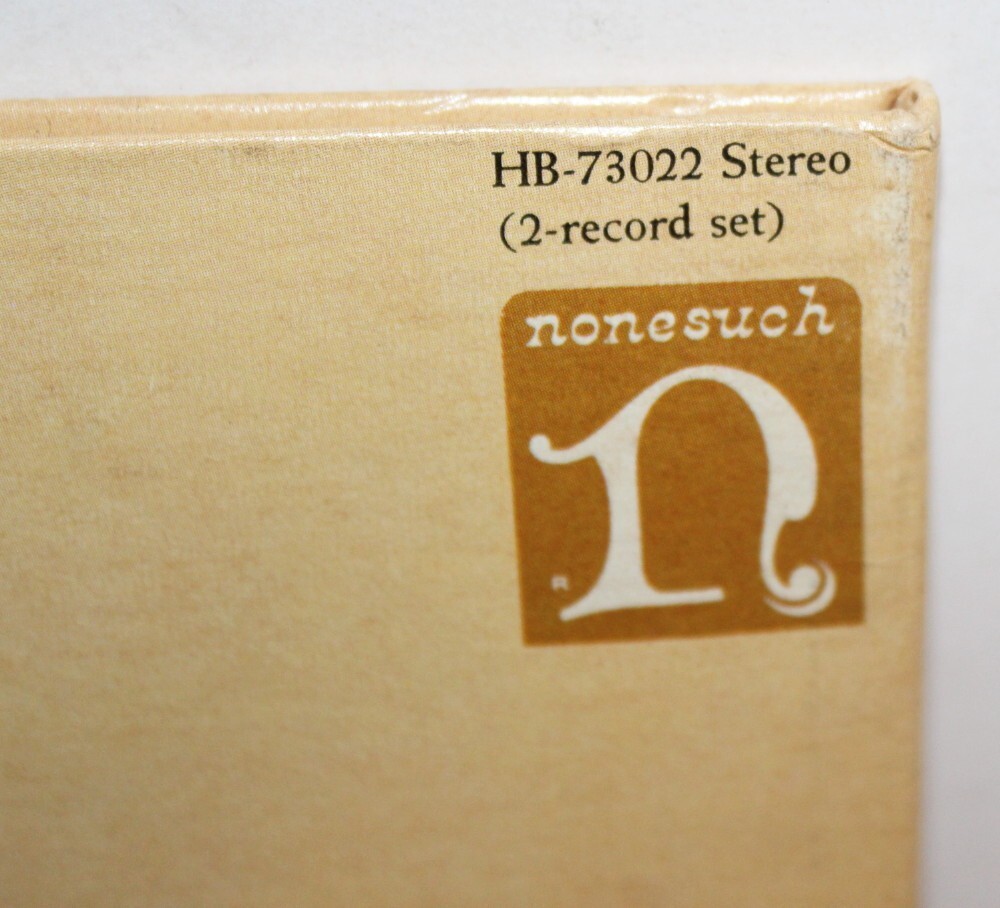 HB-73022 Stereo
(2-record set)
nonesuch
n
R